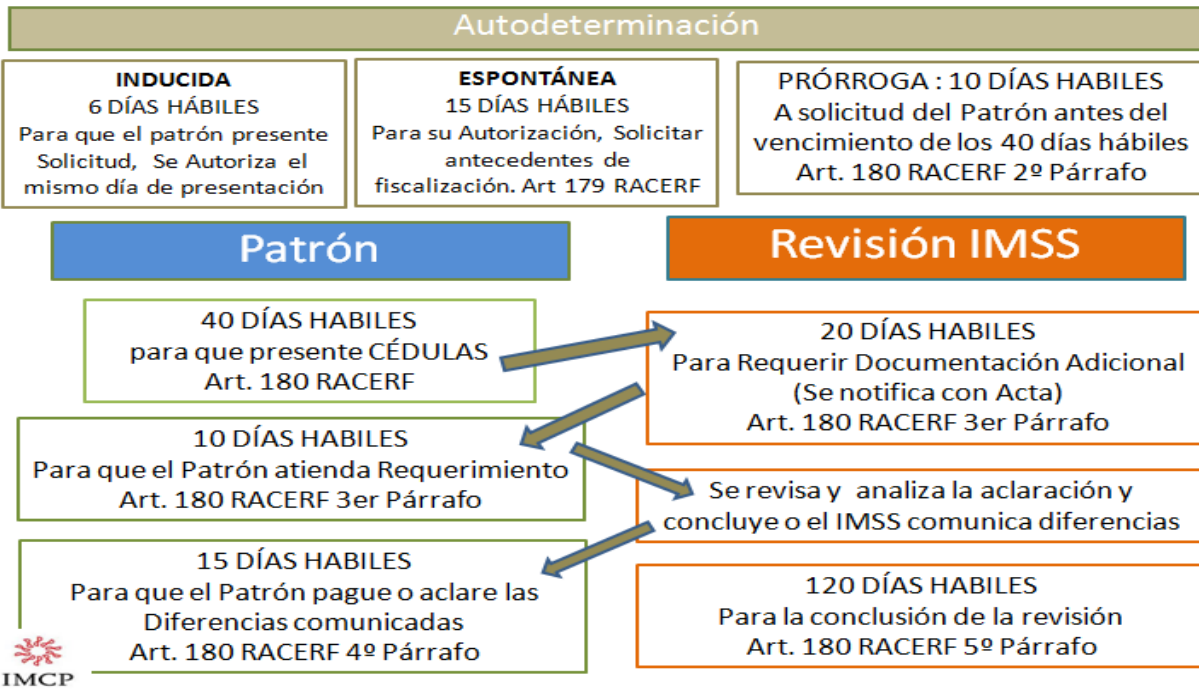 Autodeterminación
INDUCIDA
6 DÍAS HÁBILES
Para que el patrón presente
Solicitud, Se Autoriza el
mismo día de presentación
ESPONTÁNEA
15 DÍAS HÁBILES
Para su Autorización, Solicitar
antecedentes de
fiscalización. Art 179 RACERF
PRÓRROGA : 10 DÍAS HABILES
A solicitud del Patrón antes del
vencimiento de los 40 días hábiles
Art. 180 RACERF 2º Párrafo
Patrón
Revisión IMSS
40 DÍAS HABILES
para que presente CÉDULAS
Art. 180 RACERF
20 DÍAS HABILES
Para Requerir Documentación Adicional
(Se notifica con Acta)
Art. 180 RACERF 3er Párrafo
10 DÍAS HABILES
Para que el Patrón atienda Requerimiento
Art. 180 RACERF 3er Párrafo
Se revisa y analiza la aclaración y
concluye o el IMSS comunica diferencias
15 DÍAS HABILES
Para que el Patrón pague o aclare las
Diferencias comunicadas
Art. 180 RACERF 4º Párrafo
120 DÍAS HABILES
Para la conclusión de la revisión
Art. 180 RACERF 5º Párrafo
IMCP